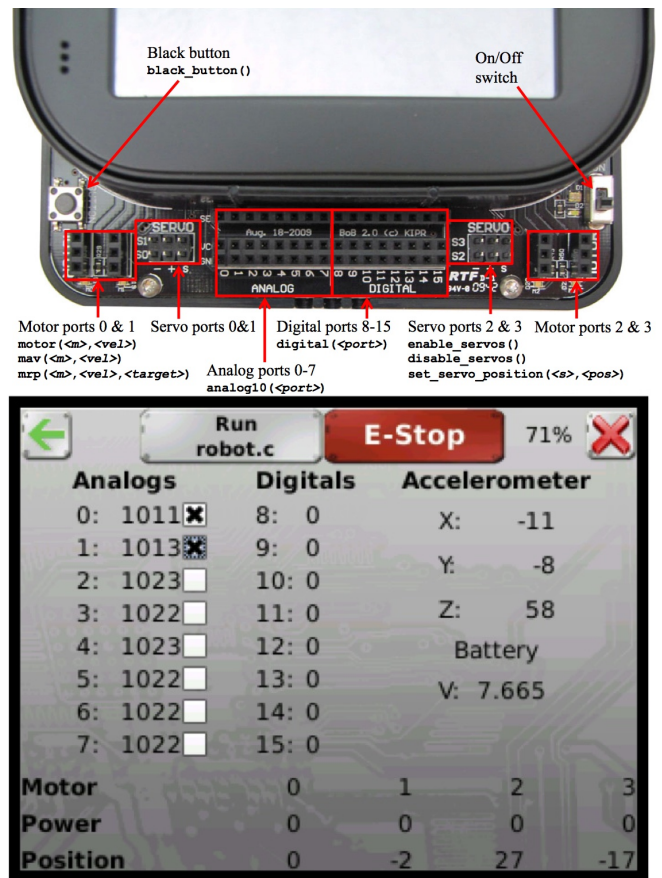 Black button
black_button()
On/Off
switch
SERVO
S1
S0
- + S
Aug. 18-2009
BoB 2.0 (c) KIPR
0 1 2 3 4 5 6 7 8 9 10 11 12 13 14 15
ANALOG DIGITAL
SERVO
S3
S2
Motor ports 0 & 1
motor(<m>,<vel>)
mav(<m>,<vel>)
mrp(<m>,<vel>,<target>)
Servo ports 0&1
Analog ports 0-7
analog10(<port>)
Digital ports 8-15
digital(<port>)
Servo ports 2 & 3
enable_servos()
disable_servos()
set_servo_position(<s>,<pos>)
Motor ports 2 & 3
Run
robot.c
E-Stop
71%
Analogs Digitals Accelerometer
0: 1011 8: 0 X: -11
1: 1013 9: 0
2: 1023 10: 0 Y: -8
3: 1022 11: 0 Z: 58
4: 1023 12: 0 Battery
5: 1022 13: 0 V: 7.665
6: 1022 14: 0
7: 1022 15: 0
Motor 0 1 2 3
Power 0 0 0 0
Position 0 -2 27 -17